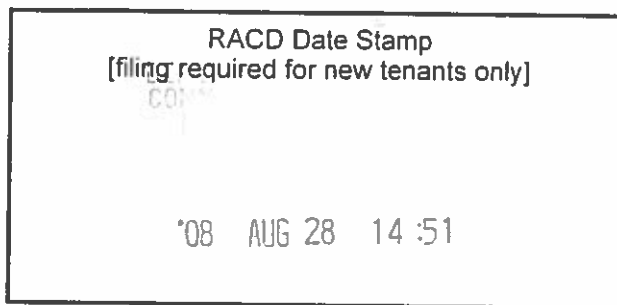 RACD Date Stamp
[filing required for new tenants only]
'08 AUG 28 14:51